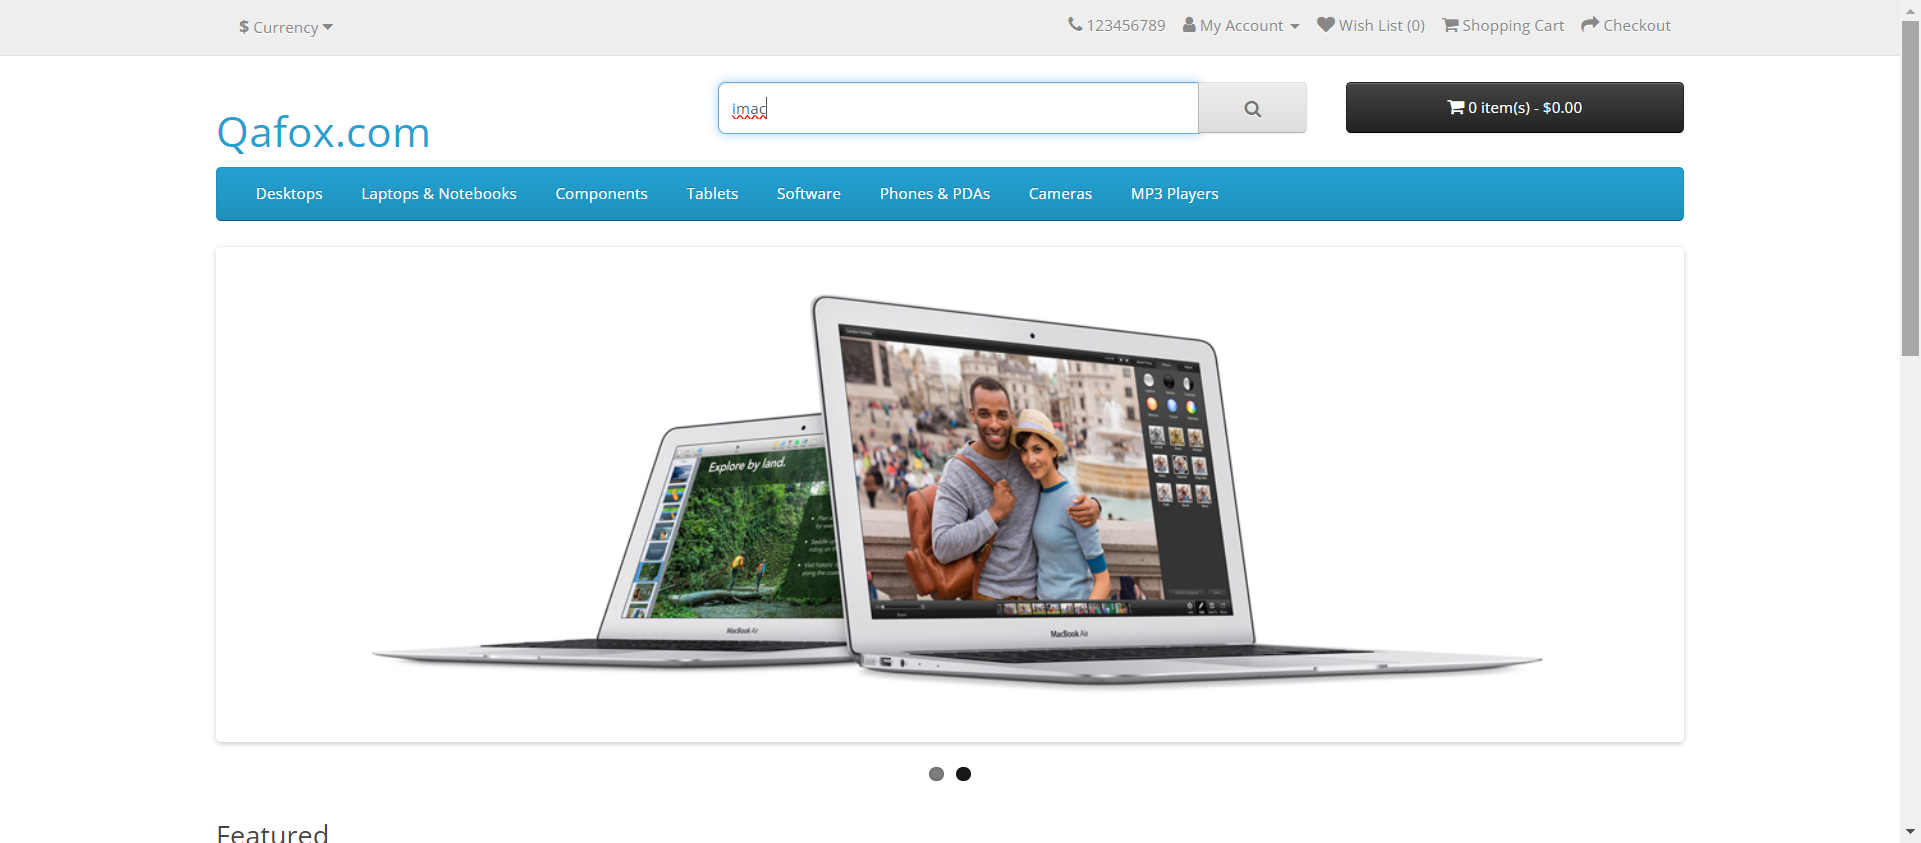 $ Currency
123456789 My Account Wish List (0) Shopping Cart Checkout
imac
0 item(s) - $0.00
Qafox.com
Desktops Laptops & Notebooks Components Tablets Software Phones & PDAs Cameras MP3 Players
Explore by land.
MacBook Air
MacBook Air
Featured